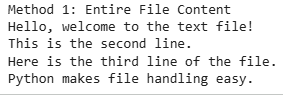 Method 1: Entire File Content
Hello, welcome to the text file!
This is the second line.
Here is the third line of the file.
Python makes file handling easy.